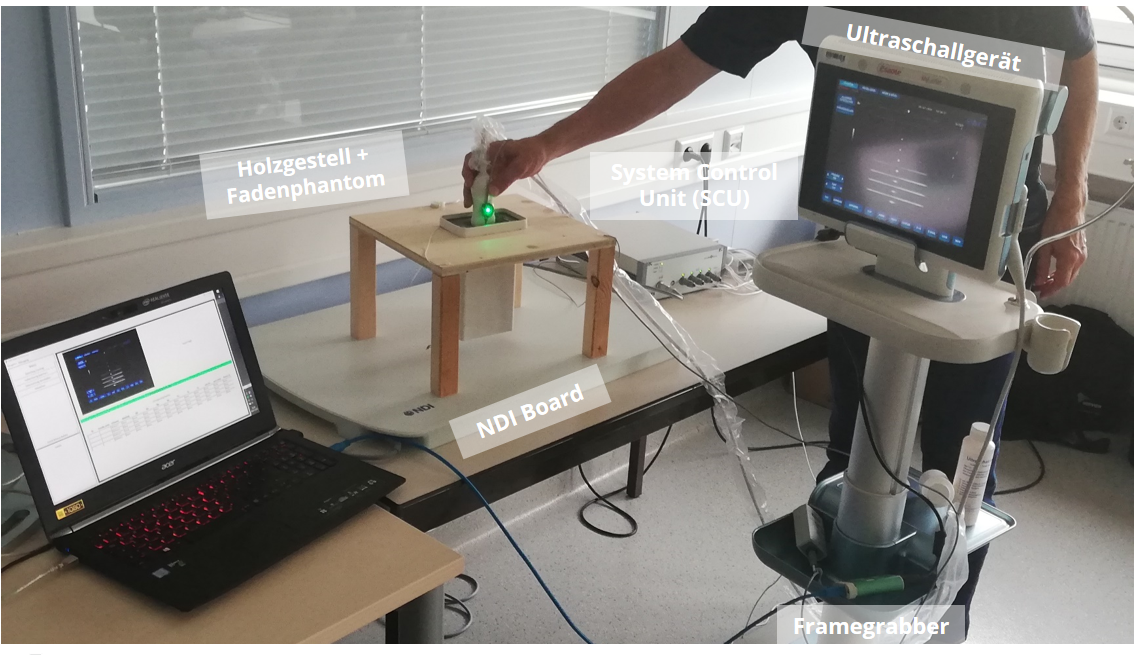 Ultraschallgerät
Holzgestell +
Fadenphantom
System Control
Unit (SCU)
NDI
NDI Board
acer
Framegrabber